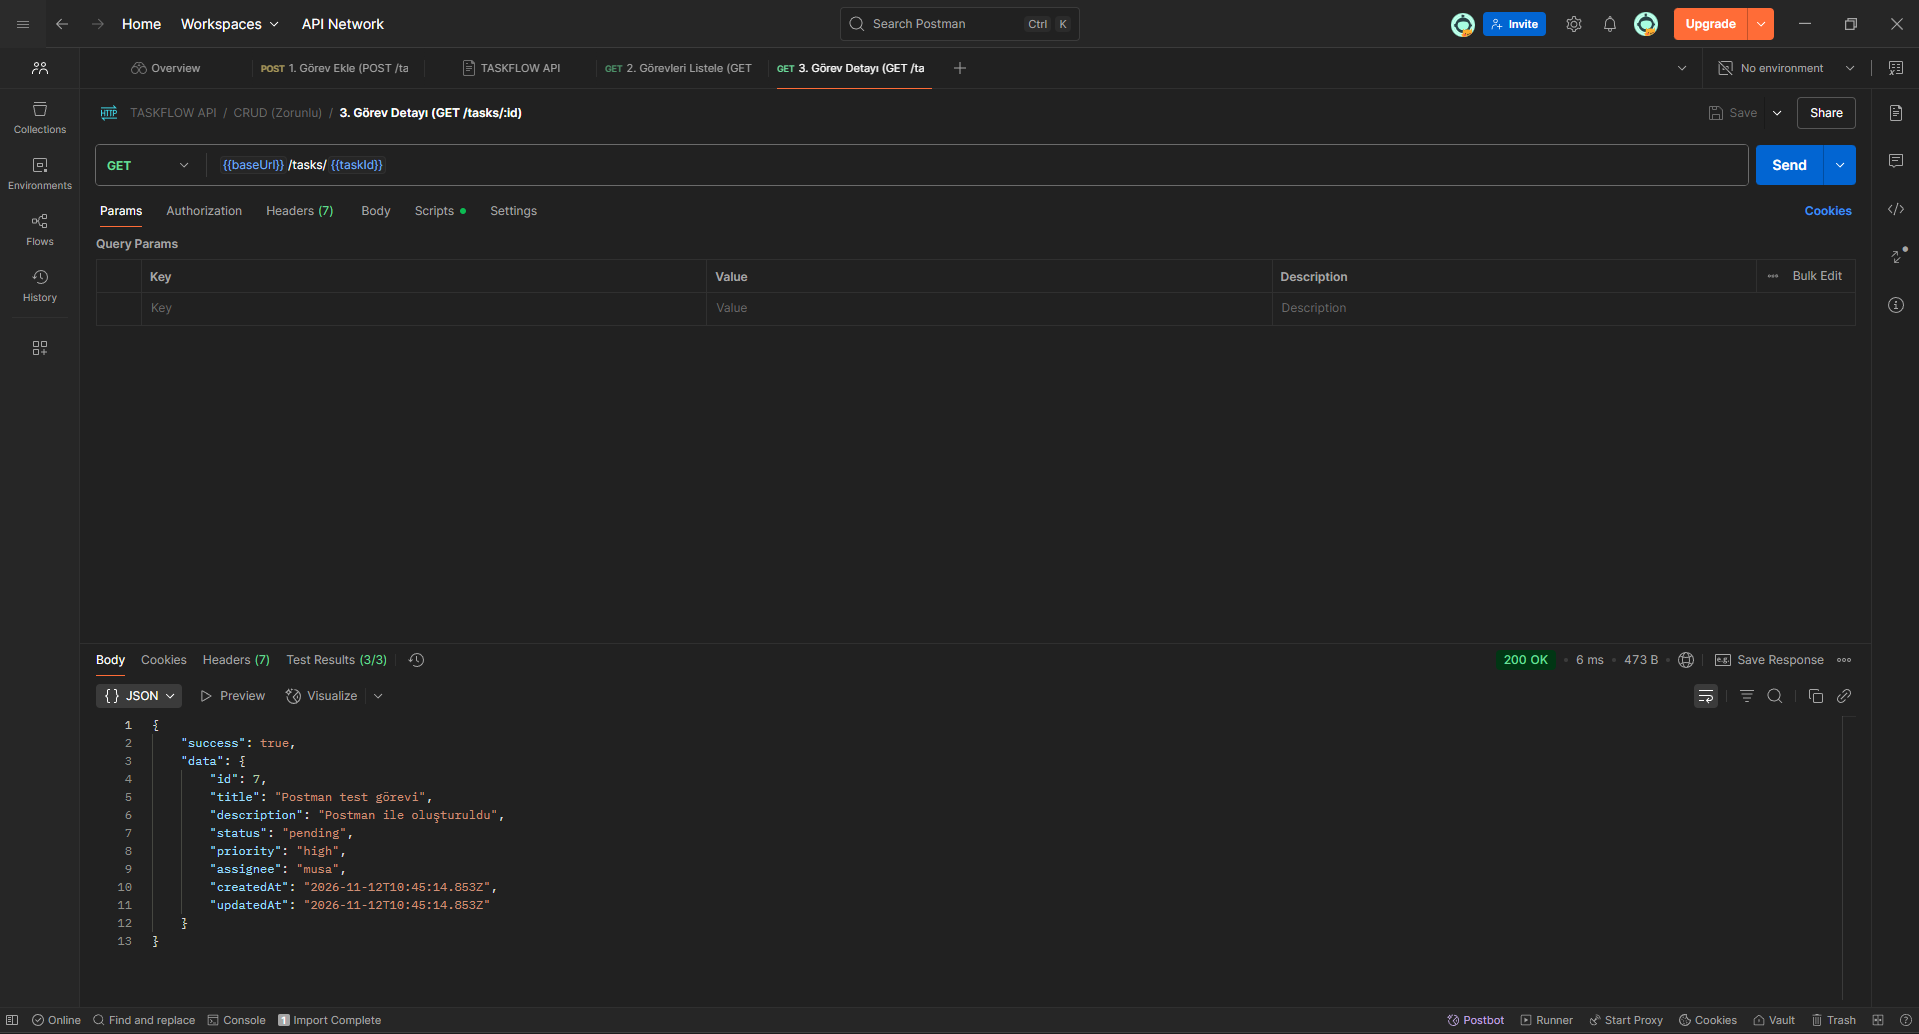 Home Workspaces API Network Search Postman Ctrl K Invite Upgrade
Overview POST 1. Görev Ekle (POST /ta TASKFLOW API GET 2. Görevleri Listele (GET GET 3. Görev Detayı (GET /ta No environment
HTTP TASKFLOW API / CRUD (Zorunlu) / 3. Görev Detayı (GET /tasks/:id) Save Share
Collections
Environments
Flows
History
GET {{baseUrl}} /tasks/ {{taskId}} Send
Params Authorization Headers (7) Body Scripts Settings Cookies
Query Params
Key Value Description Bulk Edit
Key Value Description
Body Cookies Headers (7) Test Results (3/3) 200 OK • 6 ms • 473 B • e.g. Save Response
{ } JSON Preview Visualize
1 {
2 "success": true,
3 "data": {
4 "id": 7,
5 "title": "Postman test görevi",
6 "description": "Postman ile oluşturuldu",
7 "status": "pending",
8 "priority": "high",
9 "assignee": "musa",
10 "createdAt": "2026-11-12T10:45:14.853Z",
11 "updatedAt": "2026-11-12T10:45:14.853Z"
12 }
13 }
Online Find and replace Console 1 Import Complete Postbot Runner Start Proxy Cookies Vault Trash